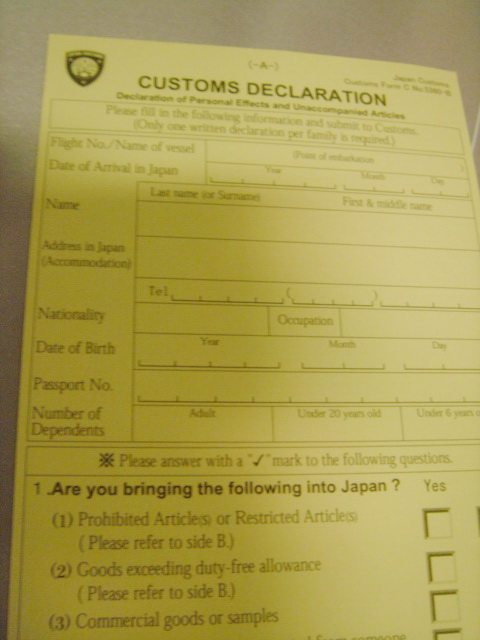 (-A-)
Japan Customs
Customs Form C No.5360-B
CUSTOMS DECLARATION
Declaration of Personal Effects and Unaccompanied Articles
Please fill in the following information and submit to Customs.
(Only one written declaration per family is required.)
Flight No./Name of vessel
(Point of embarkation )
Date of Arrival in Japan
Year Month Day
Name
Last name (or Surname) First & middle name
Address in Japan
(Accommodation)
Tel ( )
Nationality Occupation
Date of Birth Year Month Day
Passport No.
Number of
Dependents
Adult Under 20 years old Under 6 years
※ Please answer with a "✓" mark to the following questions.
1 .Are you bringing the following into Japan ? Yes
(1) Prohibited Article(s) or Restricted Article(s)
( Please refer to side B.)
(2) Goods exceeding duty-free allowance
( Please refer to side B.)
(3) Commercial goods or samples
from someone